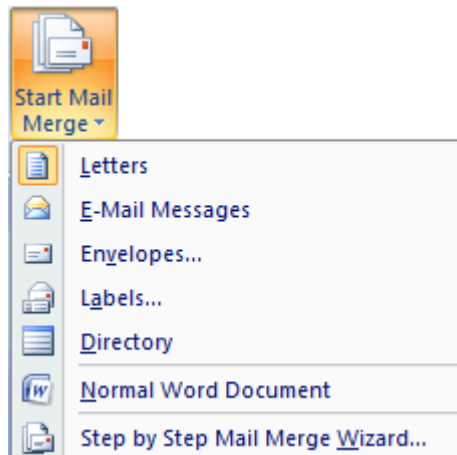 Start Mail
Merge
Letters
E-Mail Messages
Envelopes...
Labels...
Directory
Normal Word Document
Step by Step Mail Merge Wizard...